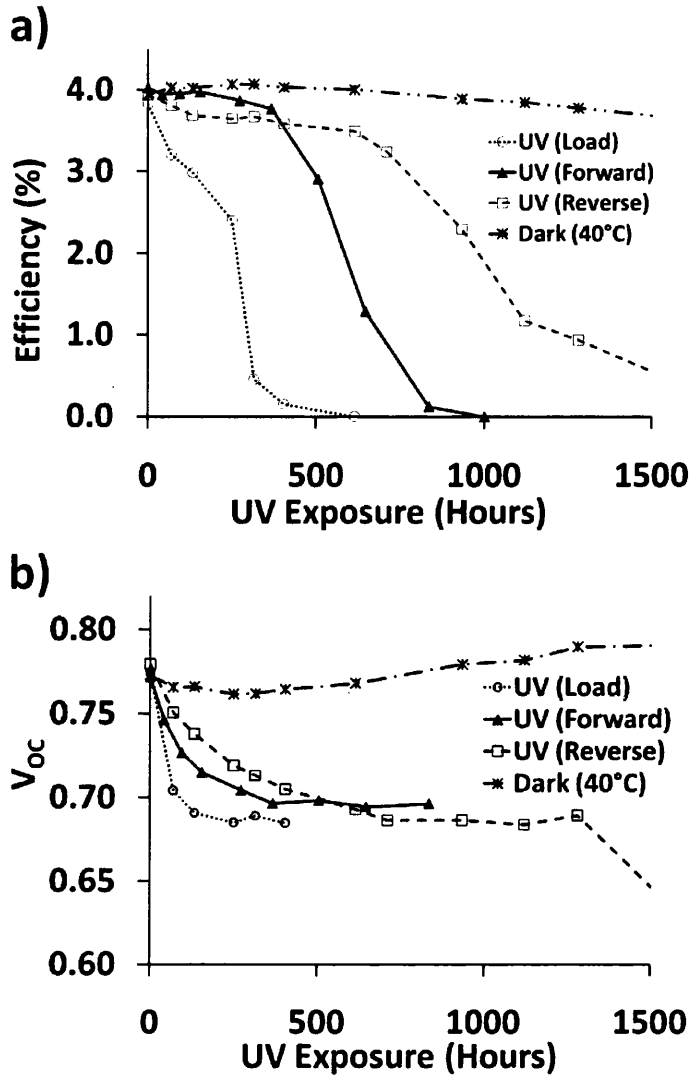 a)
4.0
3.0
2.0
1.0
0.0
Efficiency (%)
UV (Load)
UV (Forward)
UV (Reverse)
Dark (40°C)
0 500 1000 1500
UV Exposure (Hours)
b)
0.80
0.75
0.70
0.65
0.60
VOC
UV (Load)
UV (Forward)
UV (Reverse)
Dark (40°C)
0 500 1000 1500
UV Exposure (Hours)